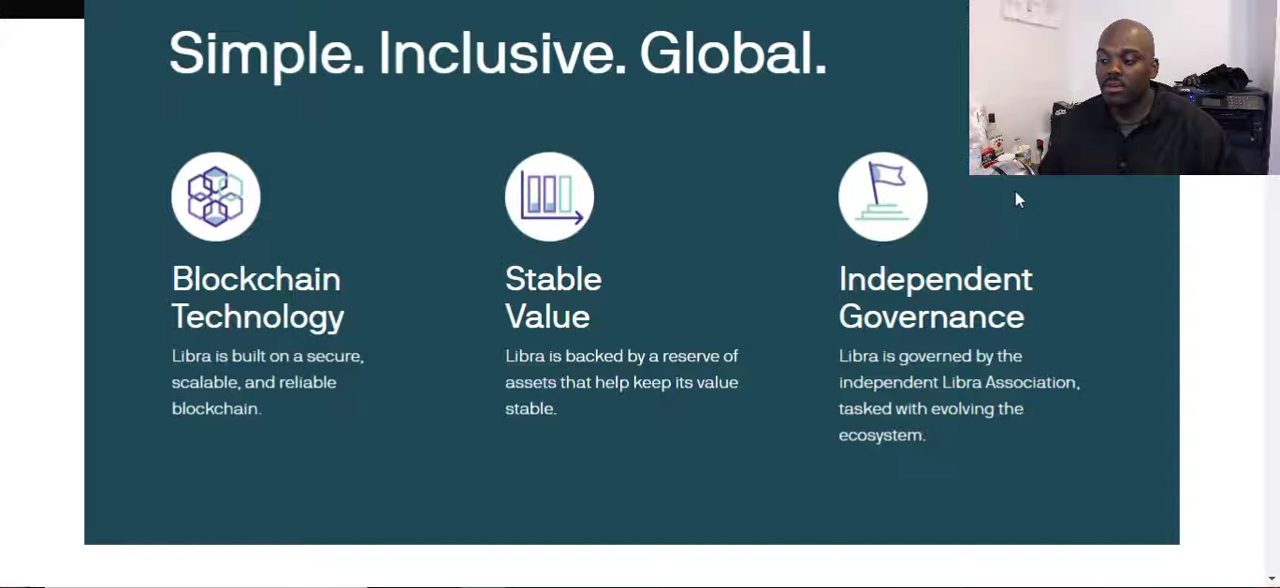 Simple. Inclusive. Global.
Blockchain
Technology
Libra is built on a secure,
scalable, and reliable
blockchain.
Stable
Value
Libra is backed by a reserve of
assets that help keep its value
stable.
Independent
Governance
Libra is governed by the
independent Libra Association,
tasked with evolving the
ecosystem.